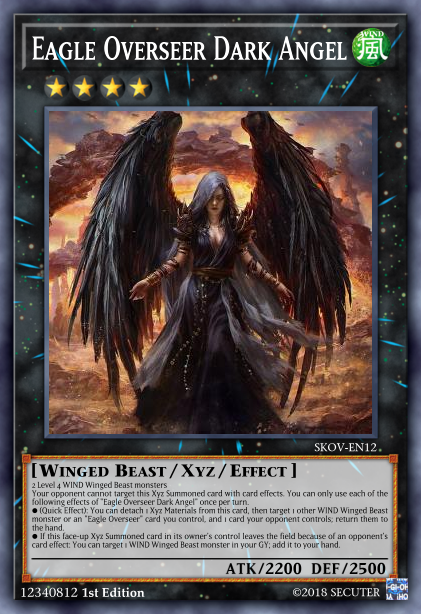 EAGLE OVERSEER DARK ANGEL
WIND
風
SKOV-EN12
[WINGED BEAST / XYZ / EFFECT ]
2 Level 4 WIND Winged Beast monsters
Your opponent cannot target this Xyz Summoned card with card effects. You can only use each of the
following effects of "Eagle Overseer Dark Angel" once per turn.
● (Quick Effect): You can detach 1 Xyz Materials from this card, then target 1 other WIND Winged Beast
monster or an "Eagle Overseer" card you control, and 1 card your opponent controls; return them to
the hand.
● If this face-up Xyz Summoned card in its owner's control leaves the field because of an opponent's
card effect: You can target 1 WIND Winged Beast monster in your GY; add it to your hand.
ATK/2200 DEF/2500
12340812 1st Edition
©2018 SECUTER